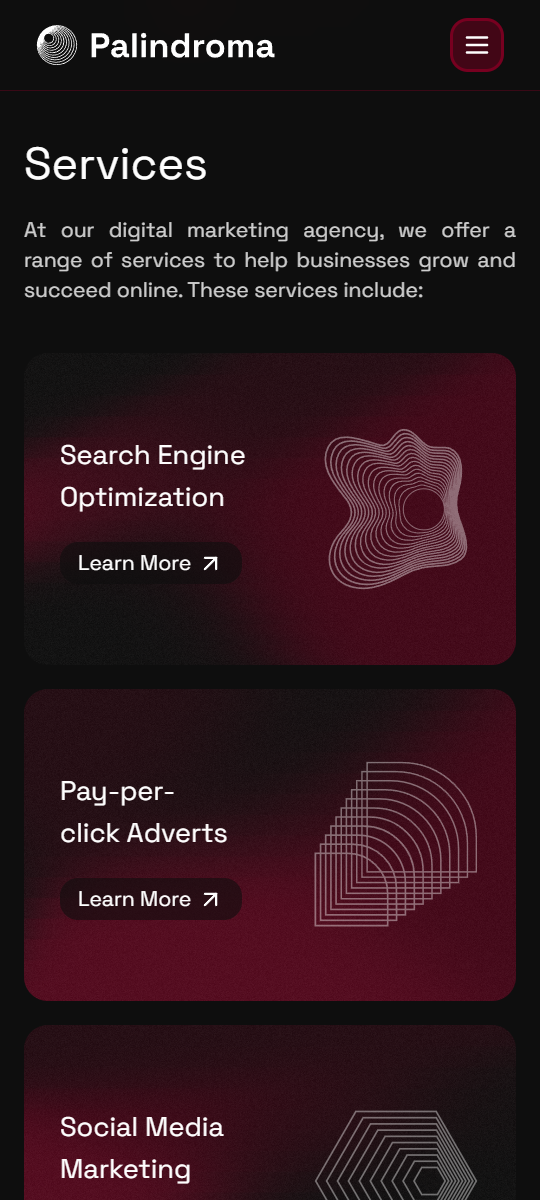 Palindroma
Services
At our digital marketing agency, we offer a
range of services to help businesses grow and
succeed online. These services include:
Search Engine
Optimization
Learn More
Pay-per-
click Adverts
Learn More
Social Media
Marketing